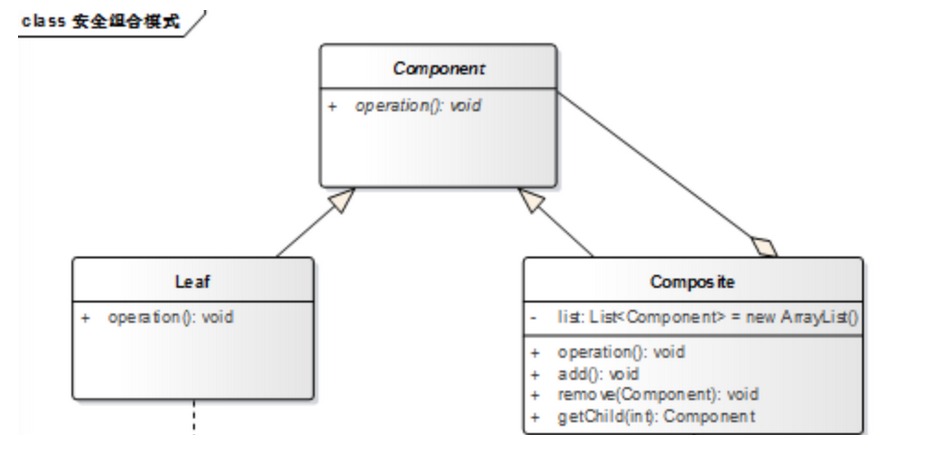 class 安全组合模式
Component
+ operation(): void
Leaf
+ operation(): void
Composite
- list: List<Component> = new ArrayList()
+ operation(): void
+ add(): void
+ remove(Component): void
+ getChild(int): Component